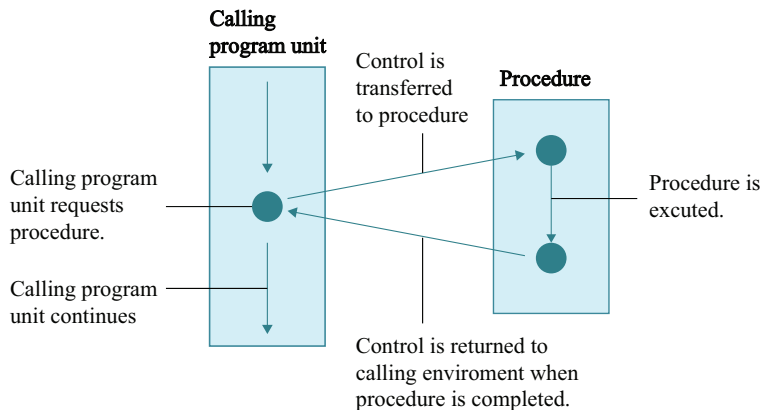 Calling
program unit
Control is
transferred
to procedure
Procedure
Calling program
unit requests
procedure.
Procedure is
excuted.
Calling program
unit continues
Control is returned to
calling enviroment when
procedure is completed.